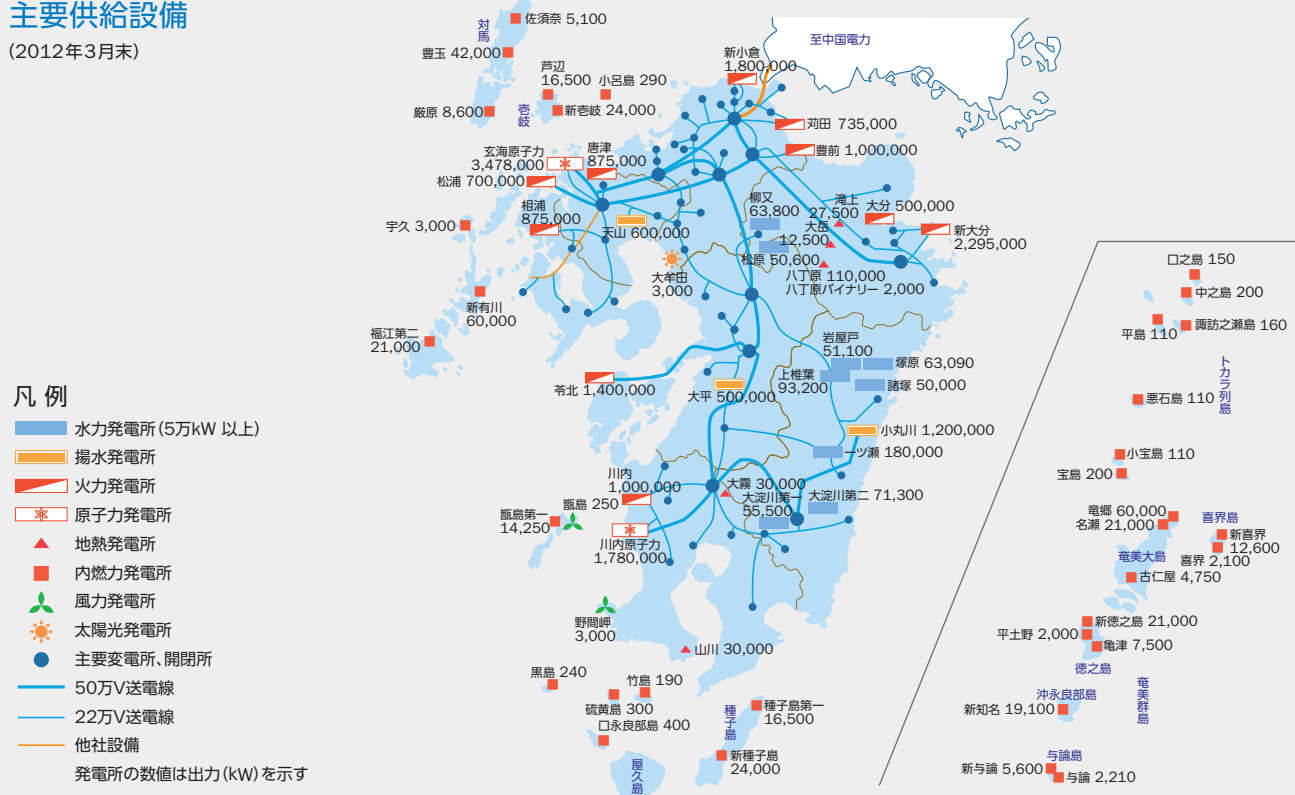 主要供給設備
(2012年3月末)
対馬
佐須奈 5,100
豊玉 42,000
厳原 8,600
芦辺
16,500
小呂島 290
壱岐
新壱岐 24,000
新小倉
1,800,000
至中国電力
苅田 735,000
豊前 1,000,000
玄海原子力
3,478,000
唐津
875,000
松浦 700,000
相浦
875,000
宇久 3,000
天山 600,000
柳又
63,800
滝上
27,500
大分 500,000
新大分
2,295,000
大岳
12,500
松原 50,600
八丁原 110,000
八丁原バイナリー 2,000
大牟田
3,000
新有川
60,000
福江第二
21,000
岩屋戸
51,100
塚原 63,090
上椎葉
93,200
諸塚 50,000
苓北 1,400,000
大平 500,000
小丸川 1,200,000
一ツ瀬 180,000
川内
1,000,000
大霧 30,000
大淀川第一
55,500
大淀川第二 71,300
甑島 250
甑島第一
14,250
川内原子力
1,780,000
野間岬
3,000
山川 30,000
黒島 240
竹島 190
硫黄島 300
口永良部島 400
種子島
種子島第一
16,500
新種子島
24,000
屋久島
凡 例
水力発電所(5万kW 以上)
揚水発電所
火力発電所
原子力発電所
地熱発電所
内燃力発電所
風力発電所
太陽光発電所
主要変電所、開閉所
50万V送電線
22万V送電線
他社設備
発電所の数値は出力(kW)を示す
口之島 150
中之島 200
平島 110
諏訪之瀬島 160
トカラ列島
悪石島 110
小宝島 110
宝島 200
竜郷 60,000
名瀬 21,000
喜界島
新喜界
12,600
喜界 2,100
奄美大島
古仁屋 4,750
新徳之島 21,000
平土野 2,000
亀津 7,500
徳之島
奄美群島
沖永良部島
新知名 19,100
与論島
新与論 5,600
与論 2,210